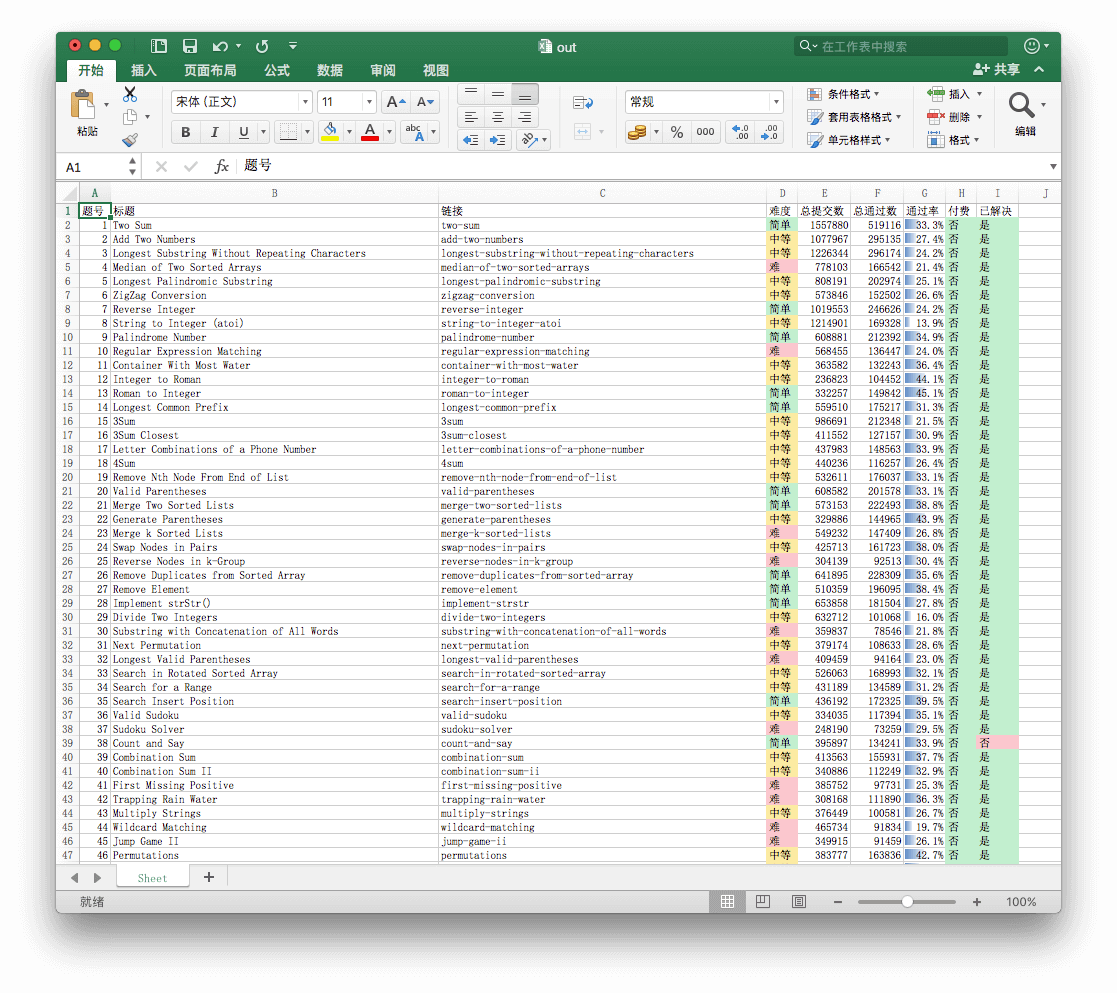 out
在工作表中搜索
开始 插入 页面布局 公式 数据 审阅 视图 共享
宋体 (正文) 11 A A 常规 条件格式 插入
套用表格格式 删除
粘贴 B I U A abc A % 000 .00 .00 单元格样式 格式 编辑
A1 fx 题号
A B C D E F G H I J
1 题号 标题 链接 难度 总提交数 总通过数 通过率 付费 已解决
2 1 Two Sum two-sum 简单 1557880 519116 33.3% 否 是
3 2 Add Two Numbers add-two-numbers 中等 1077967 295135 27.4% 否 是
4 3 Longest Substring Without Repeating Characters longest-substring-without-repeating-characters 中等 1226344 296174 24.2% 否 是
5 4 Median of Two Sorted Arrays median-of-two-sorted-arrays 难 778103 166542 21.4% 否 是
6 5 Longest Palindromic Substring longest-palindromic-substring 中等 808191 202974 25.1% 否 是
7 6 ZigZag Conversion zigzag-conversion 中等 573846 152502 26.6% 否 是
8 7 Reverse Integer reverse-integer 简单 1019553 246626 24.2% 否 是
9 8 String to Integer (atoi) string-to-integer-atoi 中等 1214901 169328 13.9% 否 是
10 9 Palindrome Number palindrome-number 简单 608881 212392 34.9% 否 是
11 10 Regular Expression Matching regular-expression-matching 难 568455 136447 24.0% 否 是
12 11 Container With Most Water container-with-most-water 中等 363582 132243 36.4% 否 是
13 12 Integer to Roman integer-to-roman 中等 236823 104452 44.1% 否 是
14 13 Roman to Integer roman-to-integer 简单 332257 149842 45.1% 否 是
15 14 Longest Common Prefix longest-common-prefix 简单 559510 175217 31.3% 否 是
16 15 3Sum 3sum 中等 986691 212348 21.5% 否 是
17 16 3Sum Closest 3sum-closest 中等 411552 127157 30.9% 否 是
18 17 Letter Combinations of a Phone Number letter-combinations-of-a-phone-number 中等 437983 148563 33.9% 否 是
19 18 4Sum 4sum 中等 440236 116257 26.4% 否 是
20 19 Remove Nth Node From End of List remove-nth-node-from-end-of-list 中等 532611 176037 33.1% 否 是
21 20 Valid Parentheses valid-parentheses 简单 608582 201578 33.1% 否 是
22 21 Merge Two Sorted Lists merge-two-sorted-lists 简单 573153 222493 38.8% 否 是
23 22 Generate Parentheses generate-parentheses 中等 329886 144965 43.9% 否 是
24 23 Merge k Sorted Lists merge-k-sorted-lists 难 549232 147409 26.8% 否 是
25 24 Swap Nodes in Pairs swap-nodes-in-pairs 中等 425713 161723 38.0% 否 是
26 25 Reverse Nodes in k-Group reverse-nodes-in-k-group 难 304139 92513 30.4% 否 是
27 26 Remove Duplicates from Sorted Array remove-duplicates-from-sorted-array 简单 641895 228309 35.6% 否 是
28 27 Remove Element remove-element 简单 510359 196095 38.4% 否 是
29 28 Implement strStr() implement-strstr 简单 653858 181504 27.8% 否 是
30 29 Divide Two Integers divide-two-integers 中等 632712 101068 16.0% 否 是
31 30 Substring with Concatenation of All Words substring-with-concatenation-of-all-words 难 359837 78546 21.8% 否 是
32 31 Next Permutation next-permutation 中等 379174 108633 28.6% 否 是
33 32 Longest Valid Parentheses longest-valid-parentheses 难 409459 94164 23.0% 否 是
34 33 Search in Rotated Sorted Array search-in-rotated-sorted-array 中等 526063 168993 32.1% 否 是
35 34 Search for a Range search-for-a-range 中等 431189 134589 31.2% 否 是
36 35 Search Insert Position search-insert-position 简单 436192 172325 39.5% 否 是
37 36 Valid Sudoku valid-sudoku 中等 334035 117394 35.1% 否 是
38 37 Sudoku Solver sudoku-solver 难 248190 73259 29.5% 否 是
39 38 Count and Say count-and-say 简单 395897 134241 33.9% 否 否
40 39 Combination Sum combination-sum 中等 413563 155931 37.7% 否 是
41 40 Combination Sum II combination-sum-ii 中等 340886 112249 32.9% 否 是
42 41 First Missing Positive first-missing-positive 难 385752 97731 25.3% 否 是
43 42 Trapping Rain Water trapping-rain-water 难 308168 111890 36.3% 否 是
44 43 Multiply Strings multiply-strings 中等 376449 100581 26.7% 否 是
45 44 Wildcard Matching wildcard-matching 难 465734 91834 19.7% 否 是
46 45 Jump Game II jump-game-ii 难 349915 91459 26.1% 否 是
47 46 Permutations permutations 中等 383777 163836 42.7% 否 是
Sheet +
就绪 100%